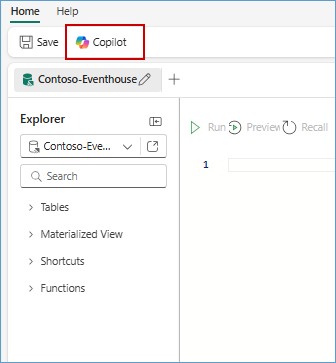 Home Help
Save Copilot
Contoso-Eventhouse
Explorer
Run Preview Recall
Contoso-Eve...
1
Search
Tables
Materialized View
Shortcuts
Functions